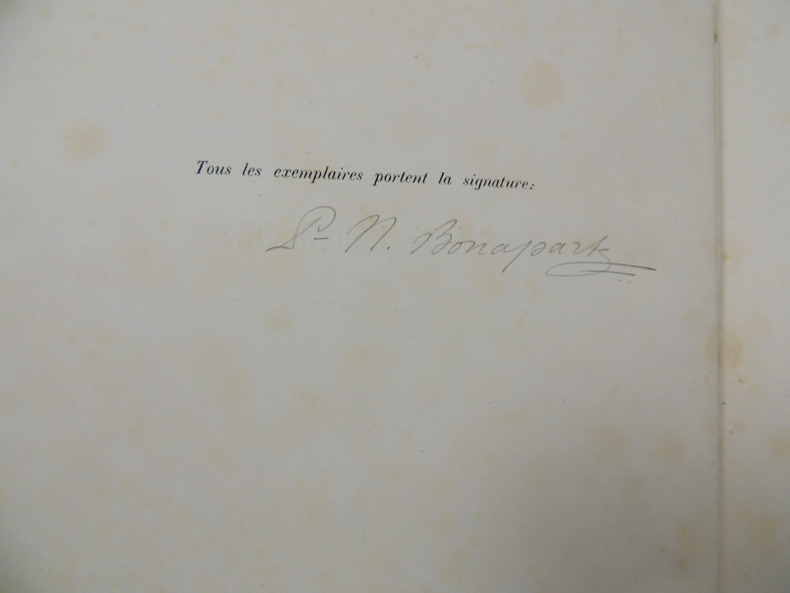 Tous les exemplaires portent la signature:
P- N. Bonaparte